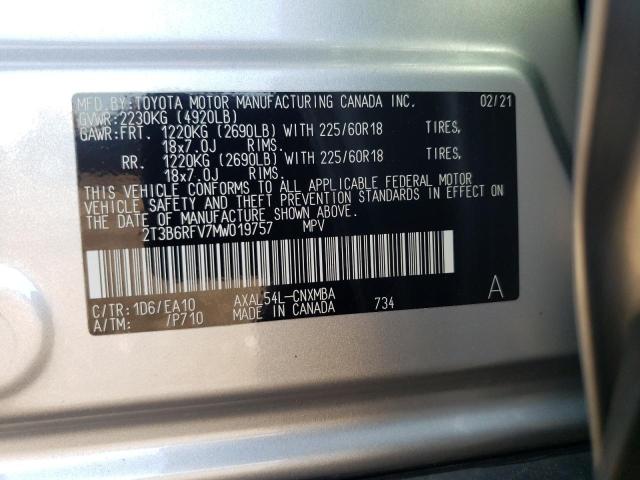 MFD.BY:TOYOTA MOTOR MANUFACTURING CANADA INC. 02/21
GVWR:2230KG (4920LB)
GAWR:FRT. 1220KG (2690LB) WITH 225/60R18 TIRES,
18x7.0J RIMS.
RR. 1220KG (2690LB) WITH 225/60R18 TIRES,
18x7.0J RIMS.
THIS VEHICLE CONFORMS TO ALL APPLICABLE FEDERAL MOTOR
VEHICLE SAFETY AND THEFT PREVENTION STANDARDS IN EFFECT ON
THE DATE OF MANUFACTURE SHOWN ABOVE.
2T3B6RFV7MW019757 MPV
C/TR:1D6/EA10 AXAL54L-CNXMBA
A/TM: /P710 MADE IN CANADA 734 A